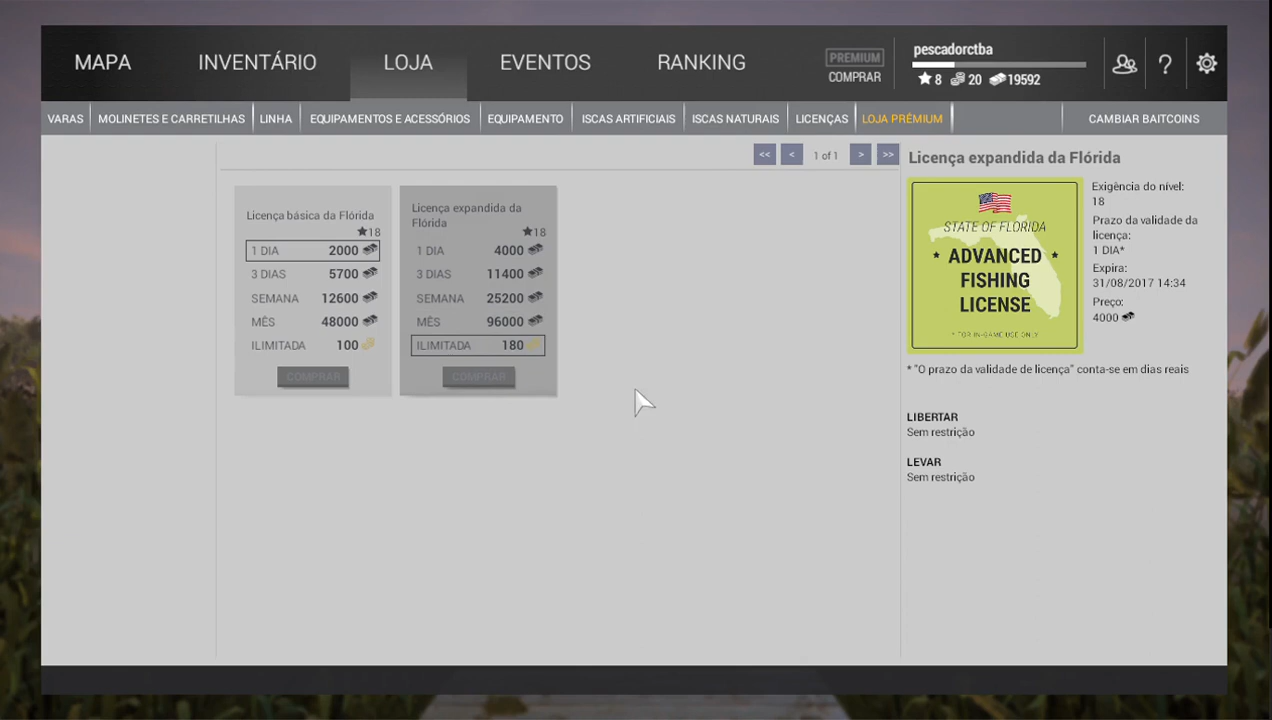 MAPA
INVENTÁRIO
LOJA
EVENTOS
RANKING
PREMIUM
COMPRAR
pescadorctba
8 20 19592
?
VARAS
MOLINETES E CARRETILHAS
LINHA
EQUIPAMENTOS E ACESSÓRIOS
EQUIPAMENTO
ISCAS ARTIFICIAIS
ISCAS NATURAIS
LICENÇAS
LOJA PRÊMIUM
CAMBIAR BAITCOINS
<< < 1 of 1 > >>
Licença básica da Flórida
18
1 DIA 2000
3 DIAS 5700
SEMANA 12600
MÊS 48000
ILIMITADA 100
COMPRAR
Licença expandida da
Flórida
18
1 DIA 4000
3 DIAS 11400
SEMANA 25200
MÊS 96000
ILIMITADA 180
COMPRAR
Licença expandida da Flórida
STATE OF FLORIDA
ADVANCED
FISHING
LICENSE
* FOR IN-GAME USE ONLY
Exigência do nível:
18
Prazo da validade da
licença:
1 DIA*
Expira:
31/08/2017 14:34
Preço:
4000
* "O prazo da validade de licença" conta-se em dias reais
LIBERTAR
Sem restrição
LEVAR
Sem restrição